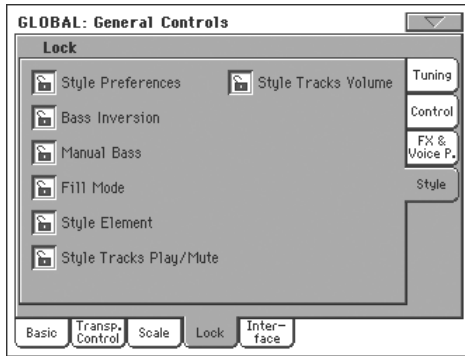 GLOBAL: General Controls
Lock
Style Preferences
Style Tracks Volume
Bass Inversion
Manual Bass
Fill Mode
Style Element
Style Tracks Play/Mute
Tuning
Control
FX &
Voice P.
Style
Basic
Transp.
Control
Scale
Lock
Inter-
face